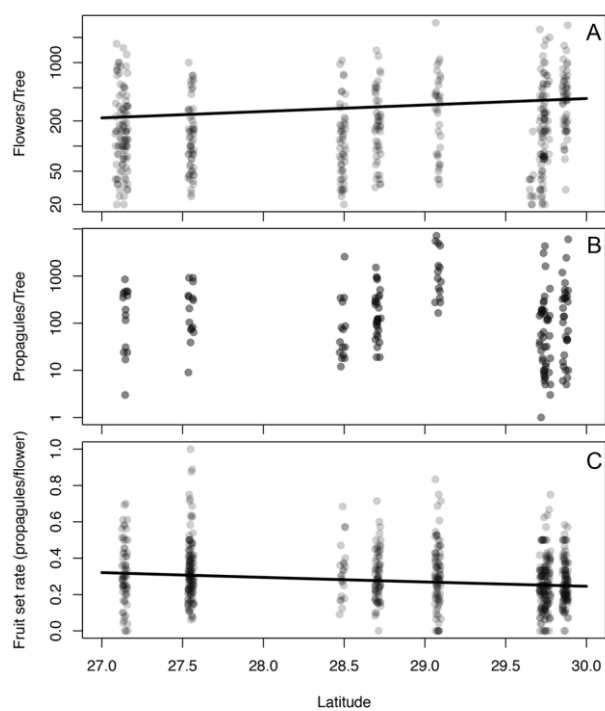 A
Flowers/Tree
1000
200
50
20
B
Propagules/Tree
1000
100
10
1
C
Fruit set rate (propagules/flower)
1.0
0.8
0.6
0.4
0.2
0.0
27.0 27.5 28.0 28.5 29.0 29.5 30.0
Latitude